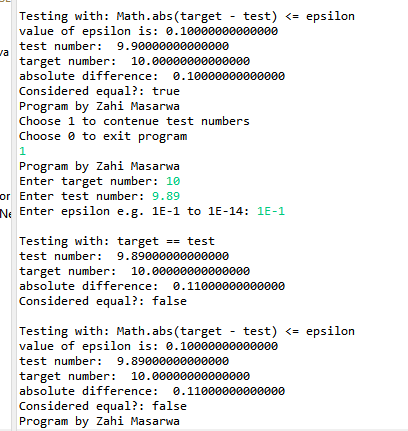 Testing with: Math.abs(target - test) <= epsilon
value of epsilon is: 0.10000000000000
test number:  9.90000000000000
target number:  10.00000000000000
absolute difference:  0.10000000000000
Considered equal?: true
Program by Zahi Masarwa
Choose 1 to contenue test numbers
Choose 0 to exit program
1
Program by Zahi Masarwa
Enter target number: 10
Enter test number: 9.89
Enter epsilon e.g. 1E-1 to 1E-14: 1E-1

Testing with: target == test
test number:  9.89000000000000
target number:  10.00000000000000
absolute difference:  0.11000000000000
Considered equal?: false

Testing with: Math.abs(target - test) <= epsilon
value of epsilon is: 0.10000000000000
test number:  9.89000000000000
target number:  10.00000000000000
absolute difference:  0.11000000000000
Considered equal?: false
Program by Zahi Masarwa